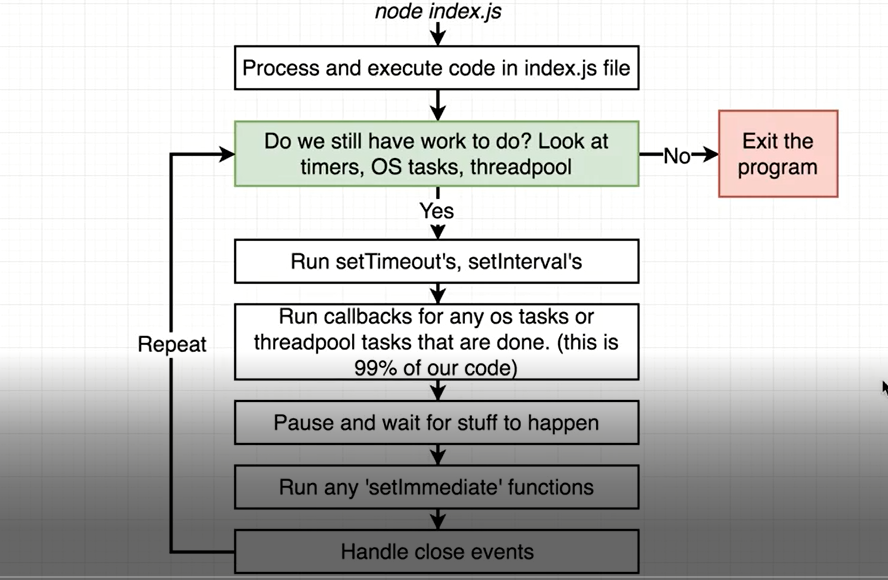 node index.js
Process and execute code in index.js file
Do we still have work to do? Look at
timers, OS tasks, threadpool
No
Exit the
program
Yes
Run setTimeout's, setInterval's
Run callbacks for any os tasks or
threadpool tasks that are done. (this is
99% of our code)
Repeat
Pause and wait for stuff to happen
Run any 'setImmediate' functions
Handle close events